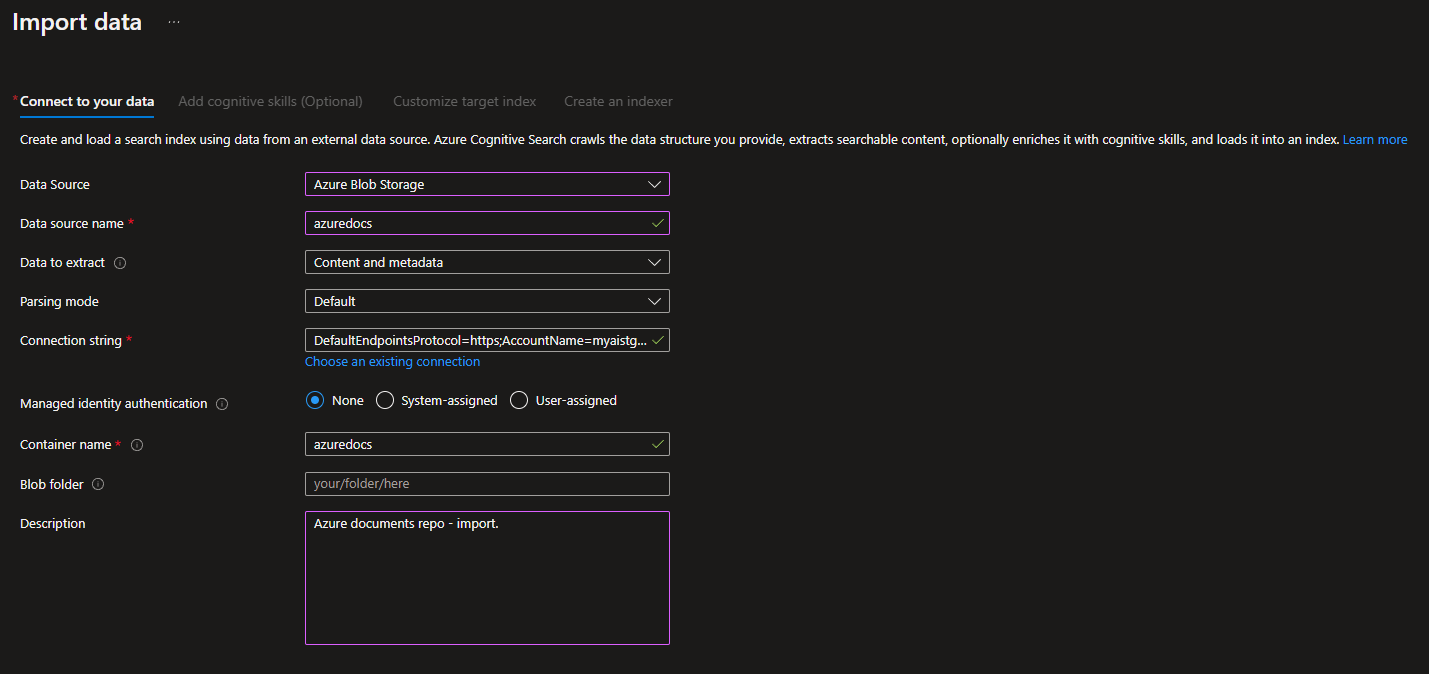 Import data ...
* Connect to your data Add cognitive skills (Optional) Customize target index Create an indexer
Create and load a search index using data from an external data source. Azure Cognitive Search crawls the data structure you provide, extracts searchable content, optionally enriches it with cognitive skills, and loads it into an index. Learn more
Data Source Azure Blob Storage
Data source name * azuredocs
Data to extract Content and metadata
Parsing mode Default
Connection string * DefaultEndpointsProtocol=https;AccountName=myaistg...
Choose an existing connection
Managed identity authentication None System-assigned User-assigned
Container name * azuredocs
Blob folder your/folder/here
Description Azure documents repo - import.